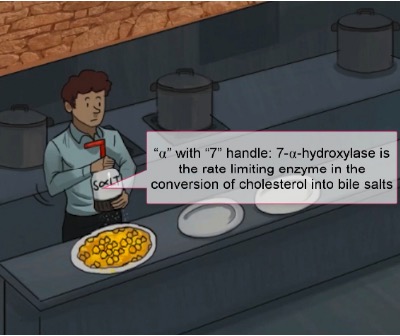 "α" with "7" handle: 7-α-hydroxylase is
the rate limiting enzyme in the
conversion of cholesterol into bile salts
SALT